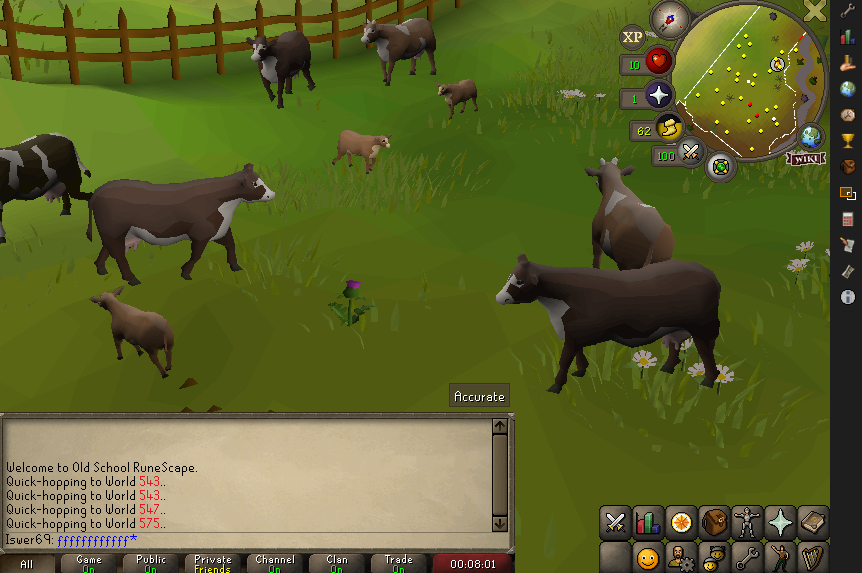 XP
10
1
62
100
WIKI
Accurate
Welcome to Old School RuneScape.
Quick-hopping to World 543..
Quick-hopping to World 543..
Quick-hopping to World 547..
Quick-hopping to World 575..
Iswer69: ffffffffffff*
All
Game
On
Public
On
Private
Friends
Channel
On
Clan
On
Trade
On
00:08:01